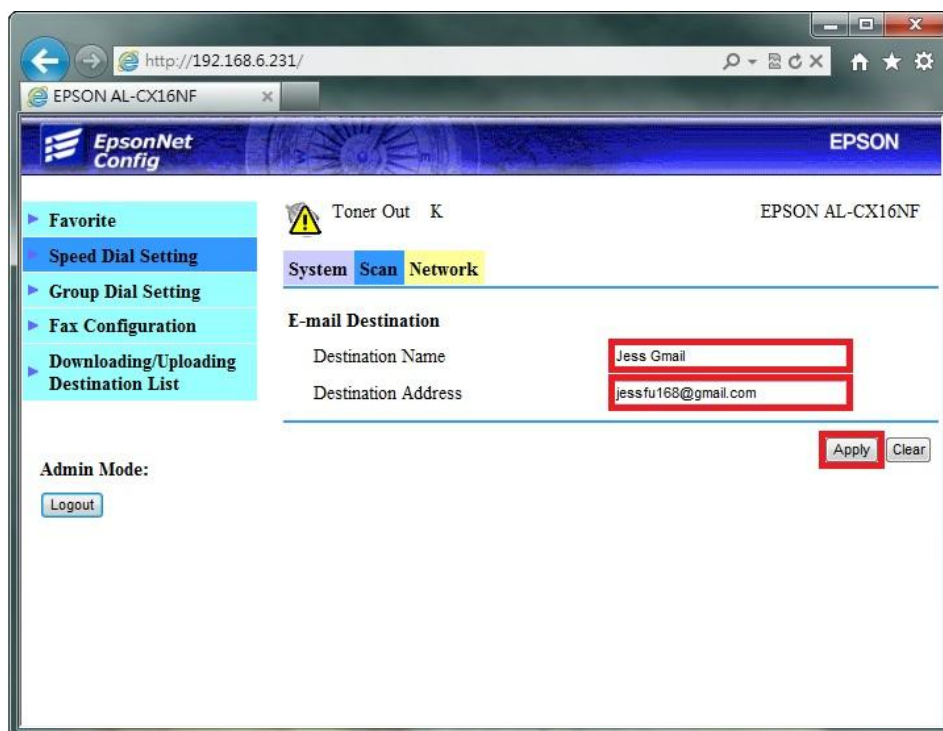 http://192.168.6.231/
EPSON AL-CX16NF
EpsonNet
Config
EPSON
Favorite
Speed Dial Setting
Group Dial Setting
Fax Configuration
Downloading/Uploading
Destination List
Admin Mode:
Logout
Toner Out K
EPSON AL-CX16NF
System Scan Network
E-mail Destination
Destination Name
Jess Gmail
Destination Address
jessfu168@gmail.com
Apply Clear